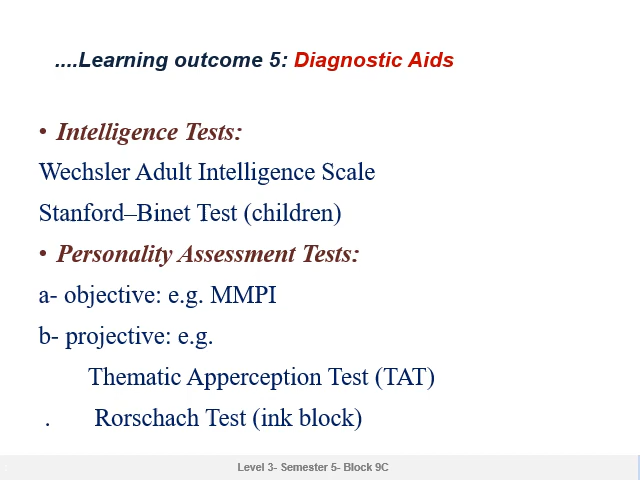 ....Learning outcome 5: Diagnostic Aids
• Intelligence Tests:
Wechsler Adult Intelligence Scale
Stanford–Binet Test (children)
• Personality Assessment Tests:
a- objective: e.g. MMPI
b- projective: e.g.
Thematic Apperception Test (TAT)
. Rorschach Test (ink block)
Level 3- Semester 5- Block 9C